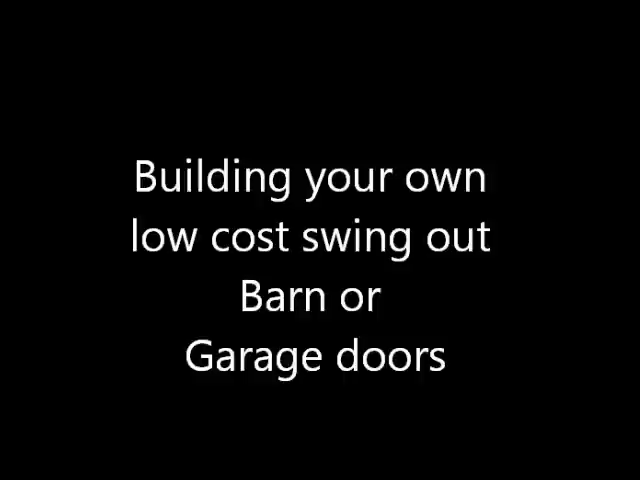 Building your own
low cost swing out
Barn or
Garage doors